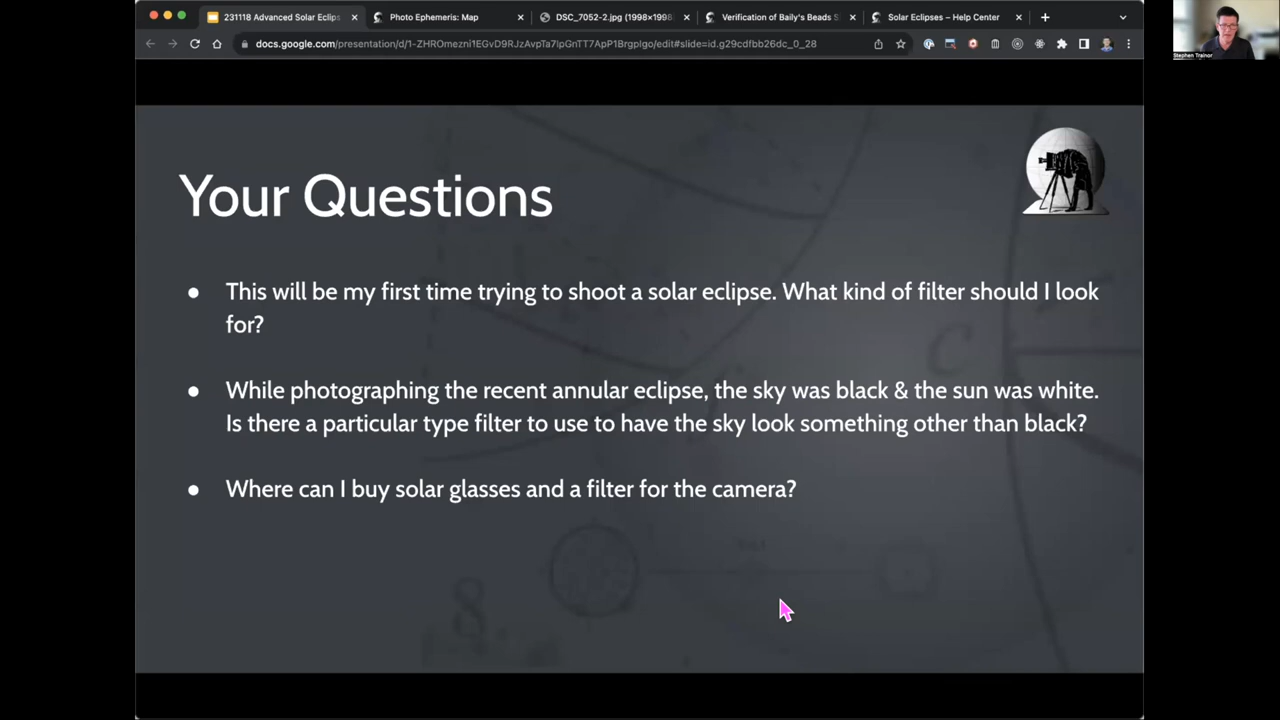 231118 Advanced Solar Eclips
Photo Ephemeris: Map
DSC_7052-2.jpg (1998×1998
Verification of Baily's Beads S
Solar Eclipses – Help Center
docs.google.com/presentation/d/1-ZHROmezni1EGvD9RJzAvpTa7lpGnTT7ApP1Brgplgo/edit#slide=id.g29cdfbb26dc_0_28
Stephen Trainor
Your Questions
● This will be my first time trying to shoot a solar eclipse. What kind of filter should I look
for?
● While photographing the recent annular eclipse, the sky was black & the sun was white.
Is there a particular type filter to use to have the sky look something other than black?
● Where can I buy solar glasses and a filter for the camera?
C
8